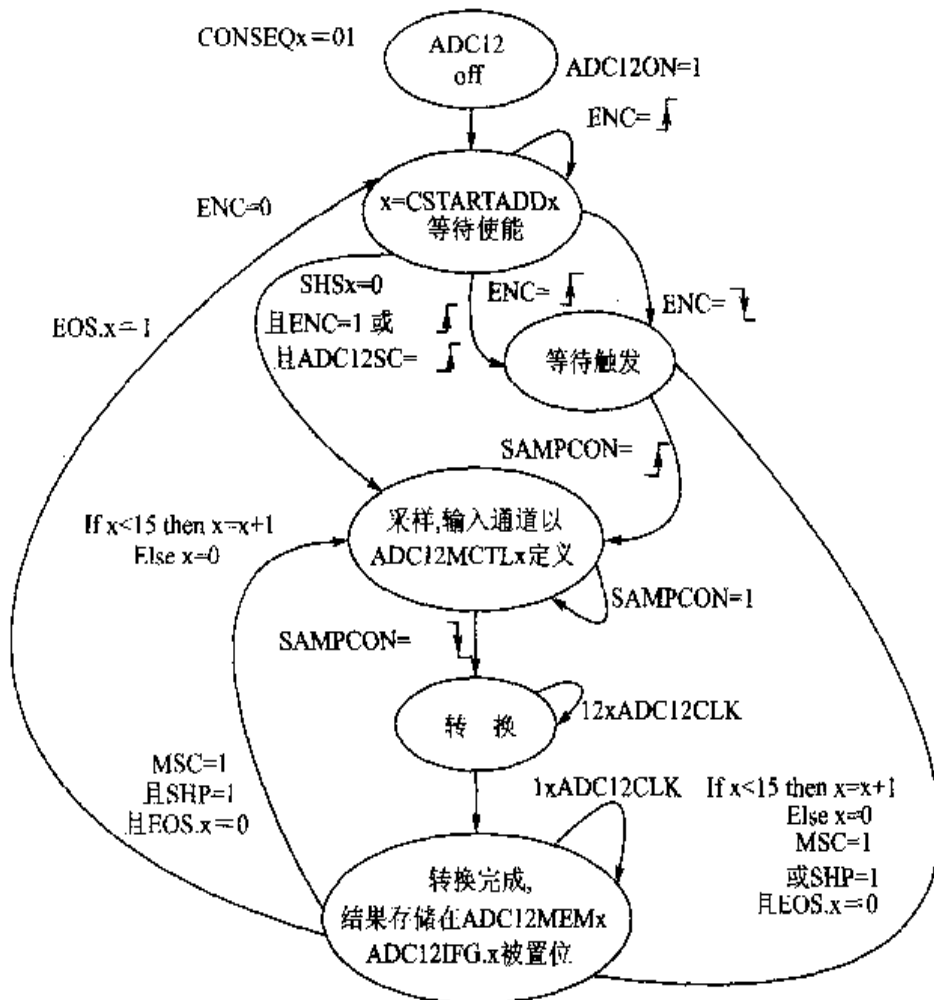 CONSEQx=01
ADC12
off
ADC12ON=1
ENC=
ENC=0
x=CSTARTADDx
等待使能
SHSx=0
且ENC=1 或
且ADC12SC=
ENC=
ENC=
EOS.x=1
等待触发
SAMPCON=
If x<15 then x=x+1
Else x=0
采样,输入通道以
ADC12MCTLx定义
SAMPCON=1
SAMPCON=
转 换
12xADC12CLK
MSC=1
且SHP=1
且EOS.x=0
1xADC12CLK
If x<15 then x=x+1
Else x=0
MSC=1
或SHP=1
且EOS.x=0
转换完成,
结果存储在ADC12MEMx
ADC12IFG.x被置位